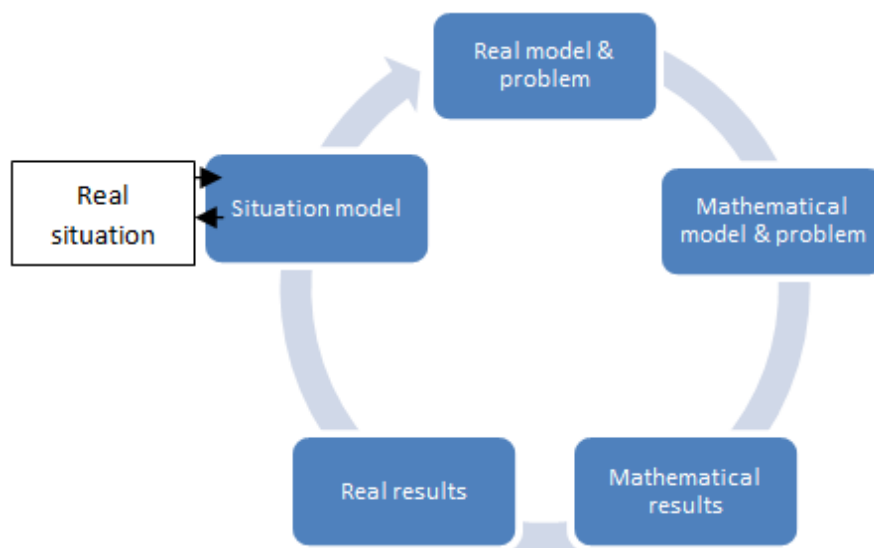 Real model &
problem
Real
situation
Situation model
Mathematical
model & problem
Real results
Mathematical
results